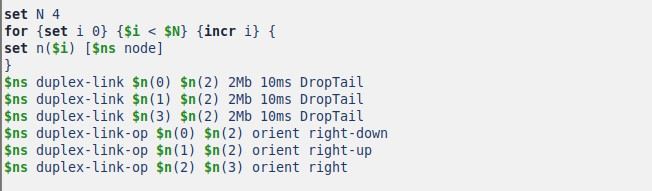 set N 4
for {set i 0} {$i < $N} {incr i} {
set n($i) [$ns node]
}
$ns duplex-link $n(0) $n(2) 2Mb 10ms DropTail
$ns duplex-link $n(1) $n(2) 2Mb 10ms DropTail
$ns duplex-link $n(3) $n(2) 2Mb 10ms DropTail
$ns duplex-link-op $n(0) $n(2) orient right-down
$ns duplex-link-op $n(1) $n(2) orient right-up
$ns duplex-link-op $n(2) $n(3) orient right